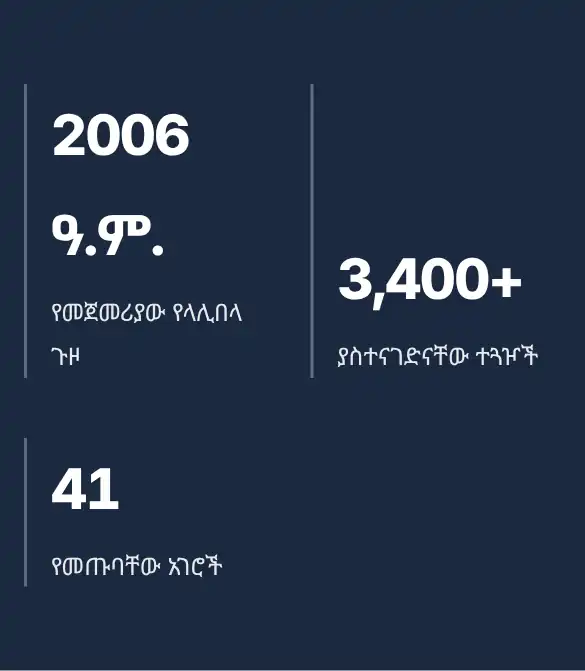 2006
ዓ.ም.
የመጀመሪያው የላሊበላ
ጉዞ
3,400+
ያስተናገድናቸው ተጓዦች
41
የመጡባቸው አገሮች